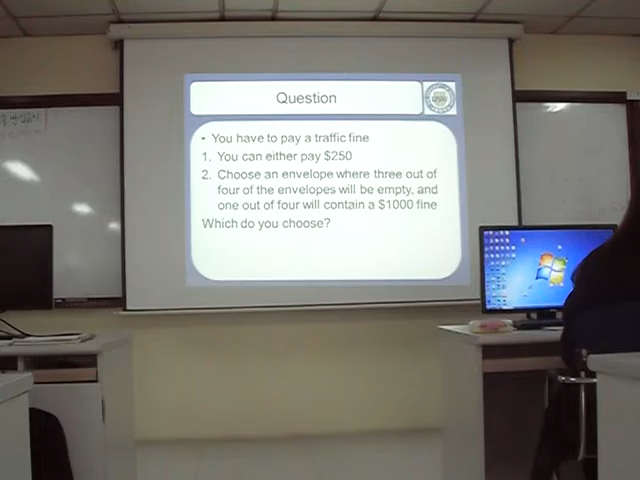 Question
• You have to pay a traffic fine
1. You can either pay $250
2. Choose an envelope where three out of
four of the envelopes will be empty, and
one out of four will contain a $1000 fine
Which do you choose?